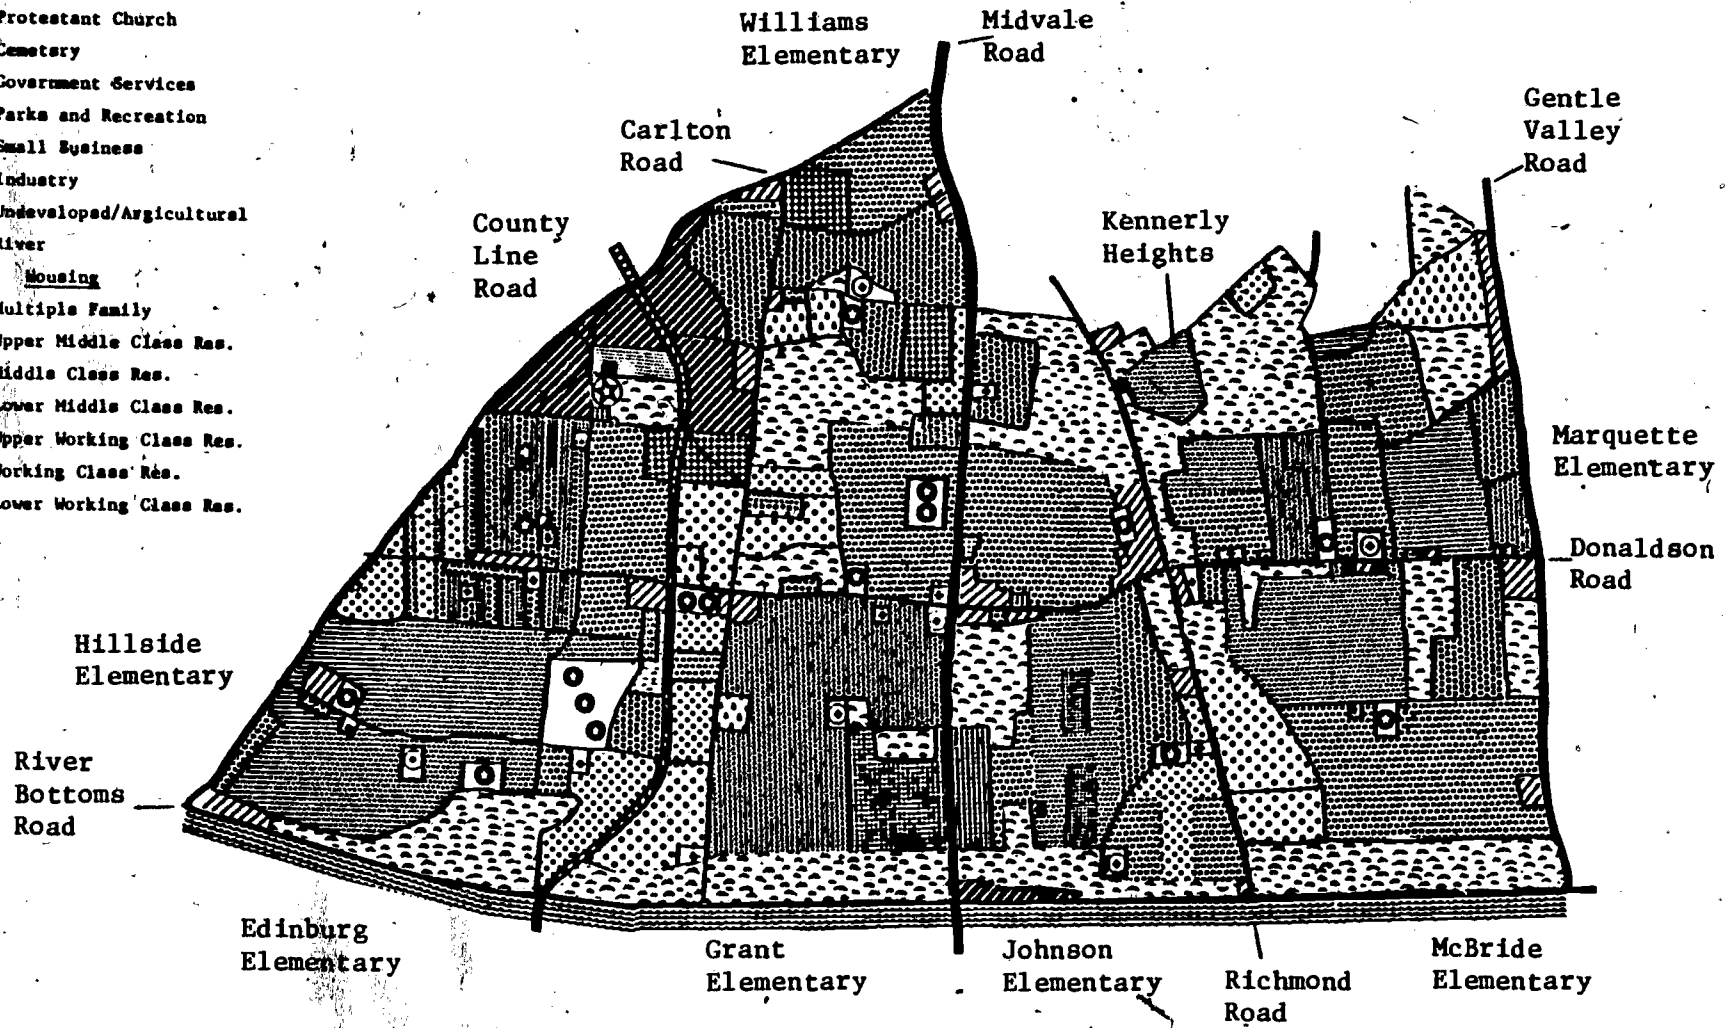 Protestant Church
Cemetery
Government Services
Parks and Recreation
Small Business
Industry
Undeveloped/Argicultural
River
Housing
Multiple Family
Upper Middle Class Res.
Middle Class Res.
Lower Middle Class Res.
Upper Working Class Res.
Working Class Res.
Lower Working Class Res.
Williams
Elementary
Midvale
Road
Carlton
Road
Gentle
Valley
Road
County
Line
Road
Kennerly
Heights
Marquette
Elementary
Donaldson
Road
Hillside
Elementary
River
Bottoms
Road
Edinburg
Elementary
Grant
Elementary
Johnson
Elementary
Richmond
Road
McBride
Elementary